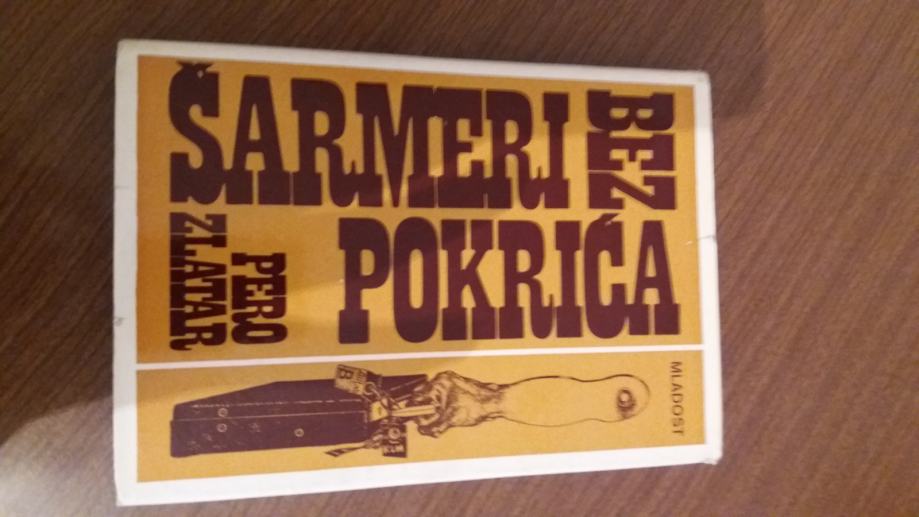 ŠARMERI
BEZ
POKRIĆA
PERO
ZLATAR
MLADOST